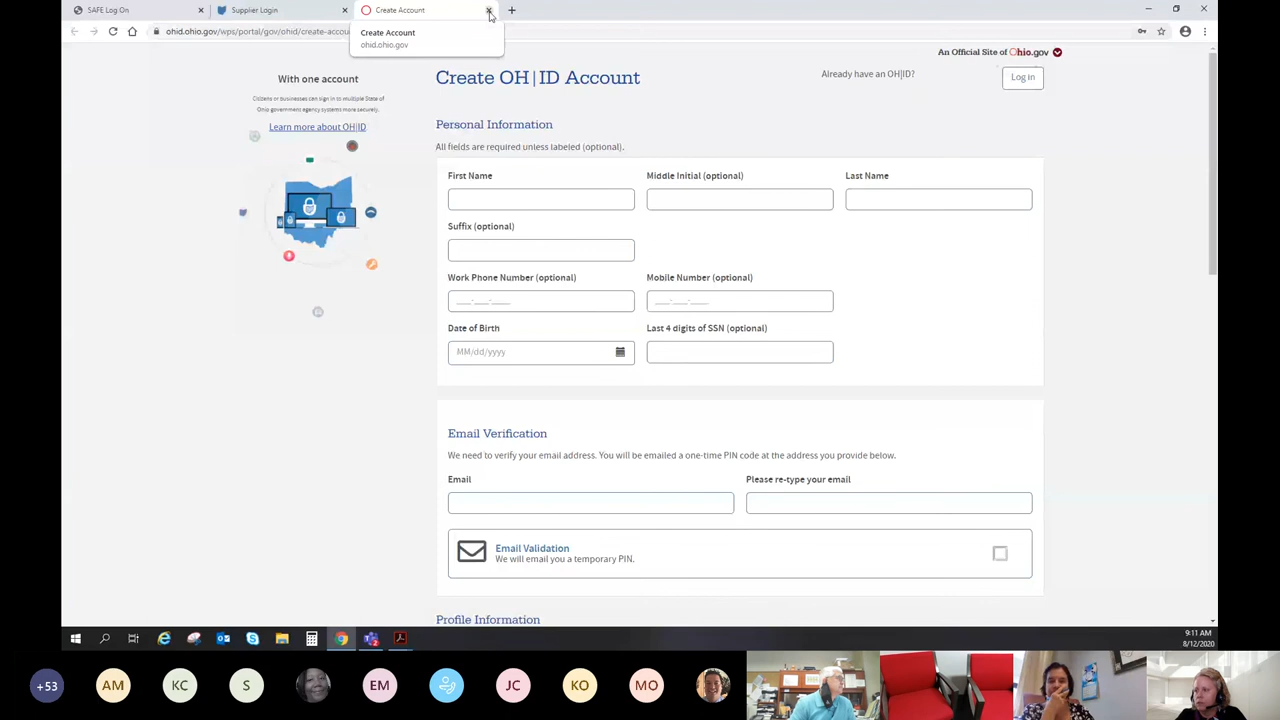 SAFE Log On
Supplier Login
Create Account
ohid.ohio.gov/wps/portal/gov/ohid/create-accou
Create Account
ohid.ohio.gov
An Official Site of Ohio.gov
With one account
Citizens or businesses can sign in to multiple State of
Ohio government agency systems more securely.
Learn more about OH|ID
Create OH|ID Account
Already have an OH|ID?
Log in
Personal Information
All fields are required unless labeled (optional).
First Name
Middle Initial (optional)
Last Name
Suffix (optional)
Work Phone Number (optional)
Mobile Number (optional)
___-___-____
___-___-____
Date of Birth
Last 4 digits of SSN (optional)
MM/dd/yyyy
Email Verification
We need to verify your email address. You will be emailed a one-time PIN code at the address you provide below.
Email
Please re-type your email
Email Validation
We will email you a temporary PIN.
Profile Information
9:11 AM
8/12/2020
+53
AM
KC
S
EM
JC
KO
MO